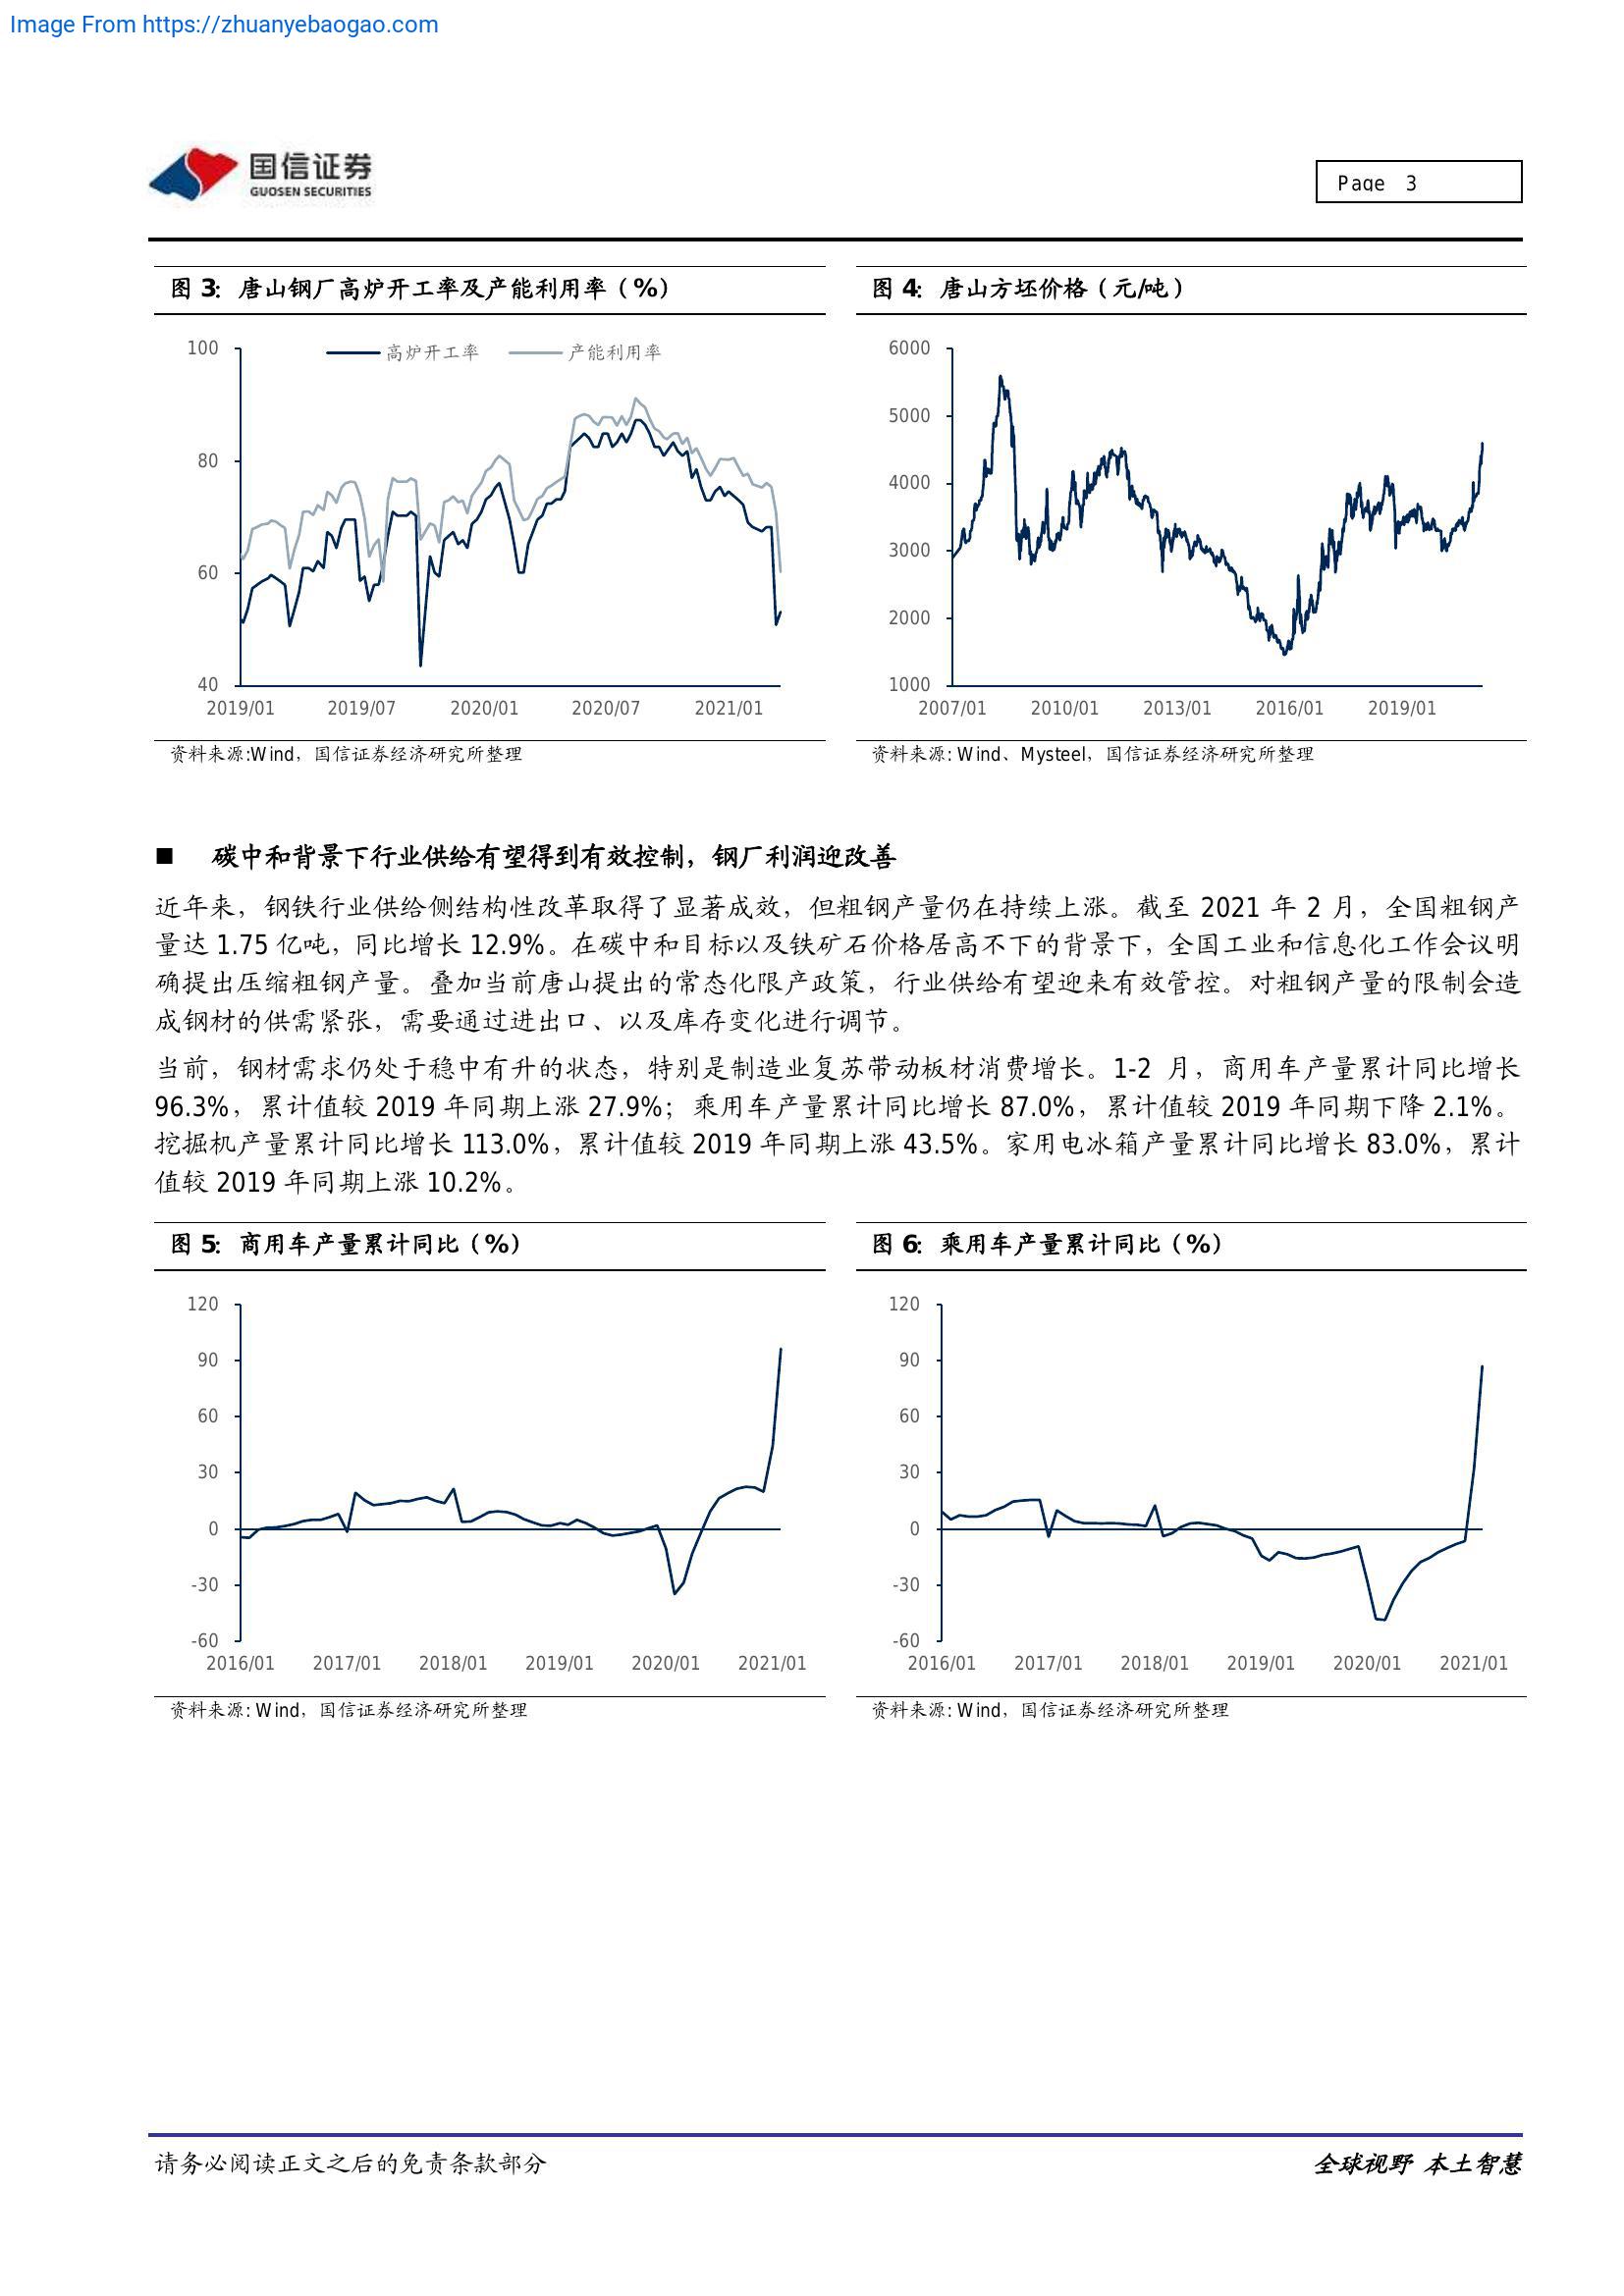 Image From https://zhuanyebaogao.com
国信证券
GUOSEN SECURITIES
Page 3
图 3：唐山钢厂高炉开工率及产能利用率（%）
高炉开工率 产能利用率
100
80
60
40
2019/01 2019/07 2020/01 2020/07 2021/01
资料来源:Wind，国信证券经济研究所整理
图 4：唐山方坯价格（元/吨）
6000
5000
4000
3000
2000
1000
2007/01 2010/01 2013/01 2016/01 2019/01
资料来源: Wind、Mysteel，国信证券经济研究所整理
■ 碳中和背景下行业供给有望得到有效控制，钢厂利润迎改善
近年来，钢铁行业供给侧结构性改革取得了显著成效，但粗钢产量仍在持续上涨。截至 2021 年 2 月，全国粗钢产
量达 1.75 亿吨，同比增长 12.9%。在碳中和目标以及铁矿石价格居高不下的背景下，全国工业和信息化工作会议明
确提出压缩粗钢产量。叠加当前唐山提出的常态化限产政策，行业供给有望迎来有效管控。对粗钢产量的限制会造
成钢材的供需紧张，需要通过进出口、以及库存变化进行调节。
当前，钢材需求仍处于稳中有升的状态，特别是制造业复苏带动板材消费增长。1-2 月，商用车产量累计同比增长
96.3%，累计值较 2019 年同期上涨 27.9%；乘用车产量累计同比增长 87.0%，累计值较 2019 年同期下降 2.1%。
挖掘机产量累计同比增长 113.0%，累计值较 2019 年同期上涨 43.5%。家用电冰箱产量累计同比增长 83.0%，累计
值较 2019 年同期上涨 10.2%。
图 5：商用车产量累计同比（%）
120
90
60
30
0
-30
-60
2016/01 2017/01 2018/01 2019/01 2020/01 2021/01
资料来源: Wind，国信证券经济研究所整理
图 6：乘用车产量累计同比（%）
120
90
60
30
0
-30
-60
2016/01 2017/01 2018/01 2019/01 2020/01 2021/01
资料来源: Wind，国信证券经济研究所整理
请务必阅读正文之后的免责条款部分
全球视野 本土智慧